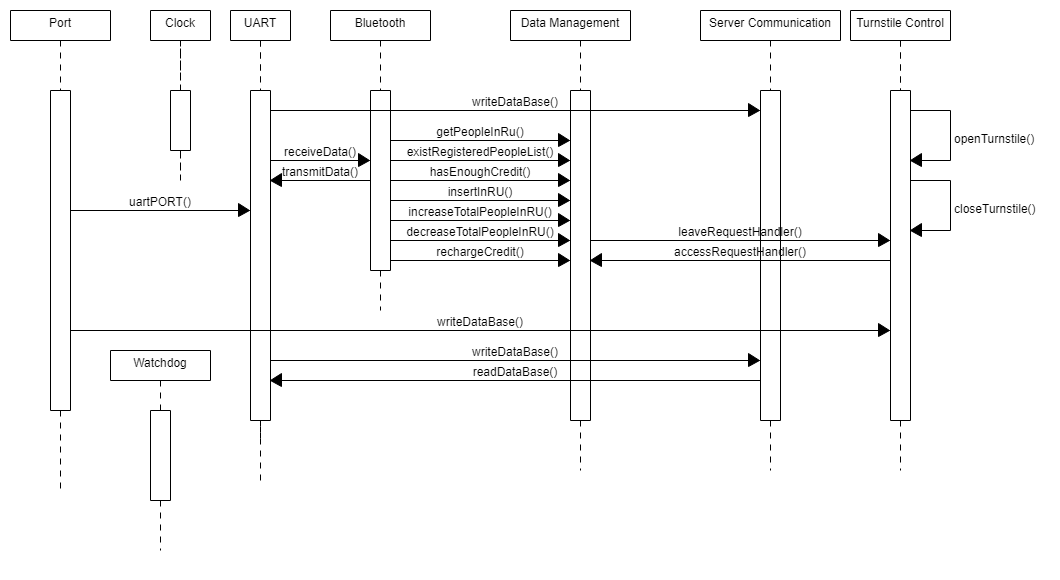 Port
Clock
UART
Bluetooth
Data Management
Server Communication
Turnstile Control
writeDataBase()
getPeopleInRu()
openTurnstile()
receiveData()
existRegisteredPeopleList()
transmitData()
hasEnoughCredit()
insertInRU()
uartPORT()
increaseTotalPeopleInRU()
closeTurnstile()
decreaseTotalPeopleInRU()
leaveRequestHandler()
rechargeCredit()
accessRequestHandler()
writeDataBase()
writeDataBase()
Watchdog
readDataBase()